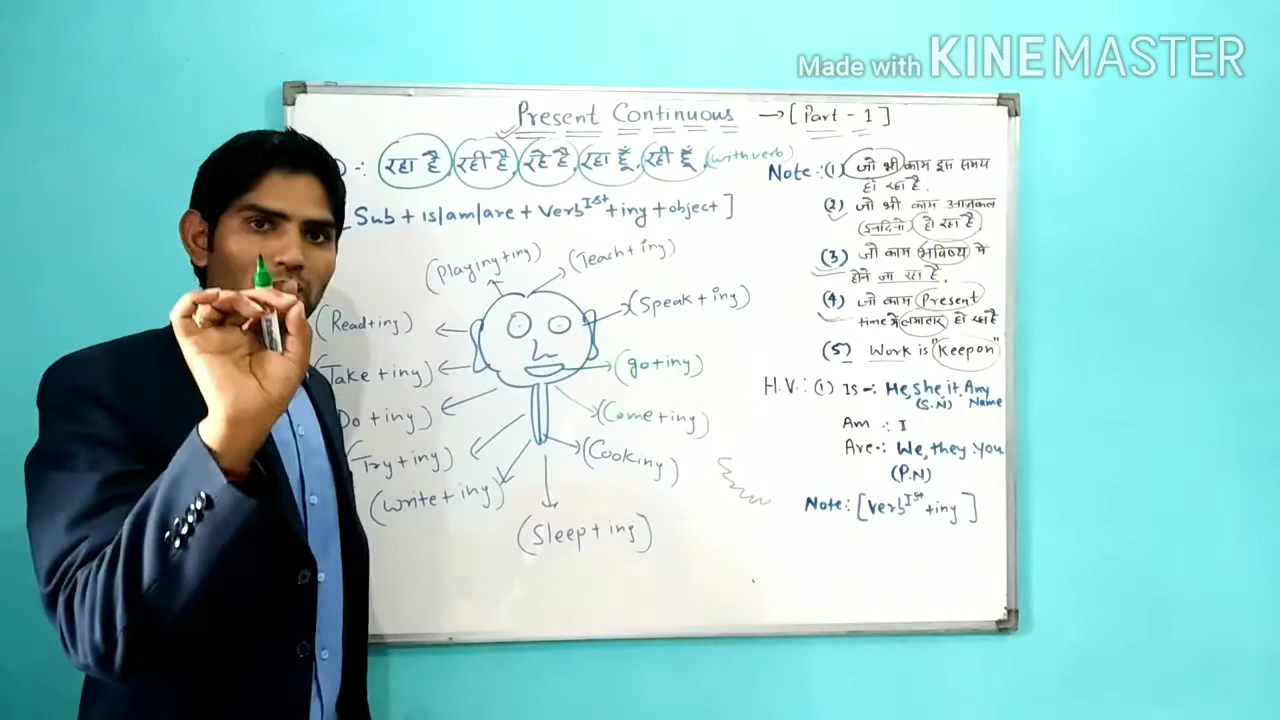 Made with KINEMASTER
Present Continuous → [Part - 1]
रहा है, रही है, रहे है, रहा हूँ, रही हूँ, (with verb)
[Sub + is/am/are + Verb Ist + ing + object]
(Playing + ing)
(Teach + ing)
(Read + ing)
(Speak + ing)
(Take + ing)
(go + ing)
Do + ing)
(Come + ing)
(Try + ing)
(Cooking)
(Write + ing)
(Sleep + ing)
Note: (1) जो भी काम इस समय
हो रहा है.
(2) जो भी काम आजकल
(इनदिनो) हो रहा है
(3) जो काम भविष्य मे
होने जा रहा है.
(4) जो काम Present
time में लगातार हो रहा है
(5) Work is "Keepon"
H.V.: (1) Is -: He, she, it, Any
(S.N) Name
Am .: I
Are -: We, they. you
(P.N)
Note: [Verb Ist + ing]